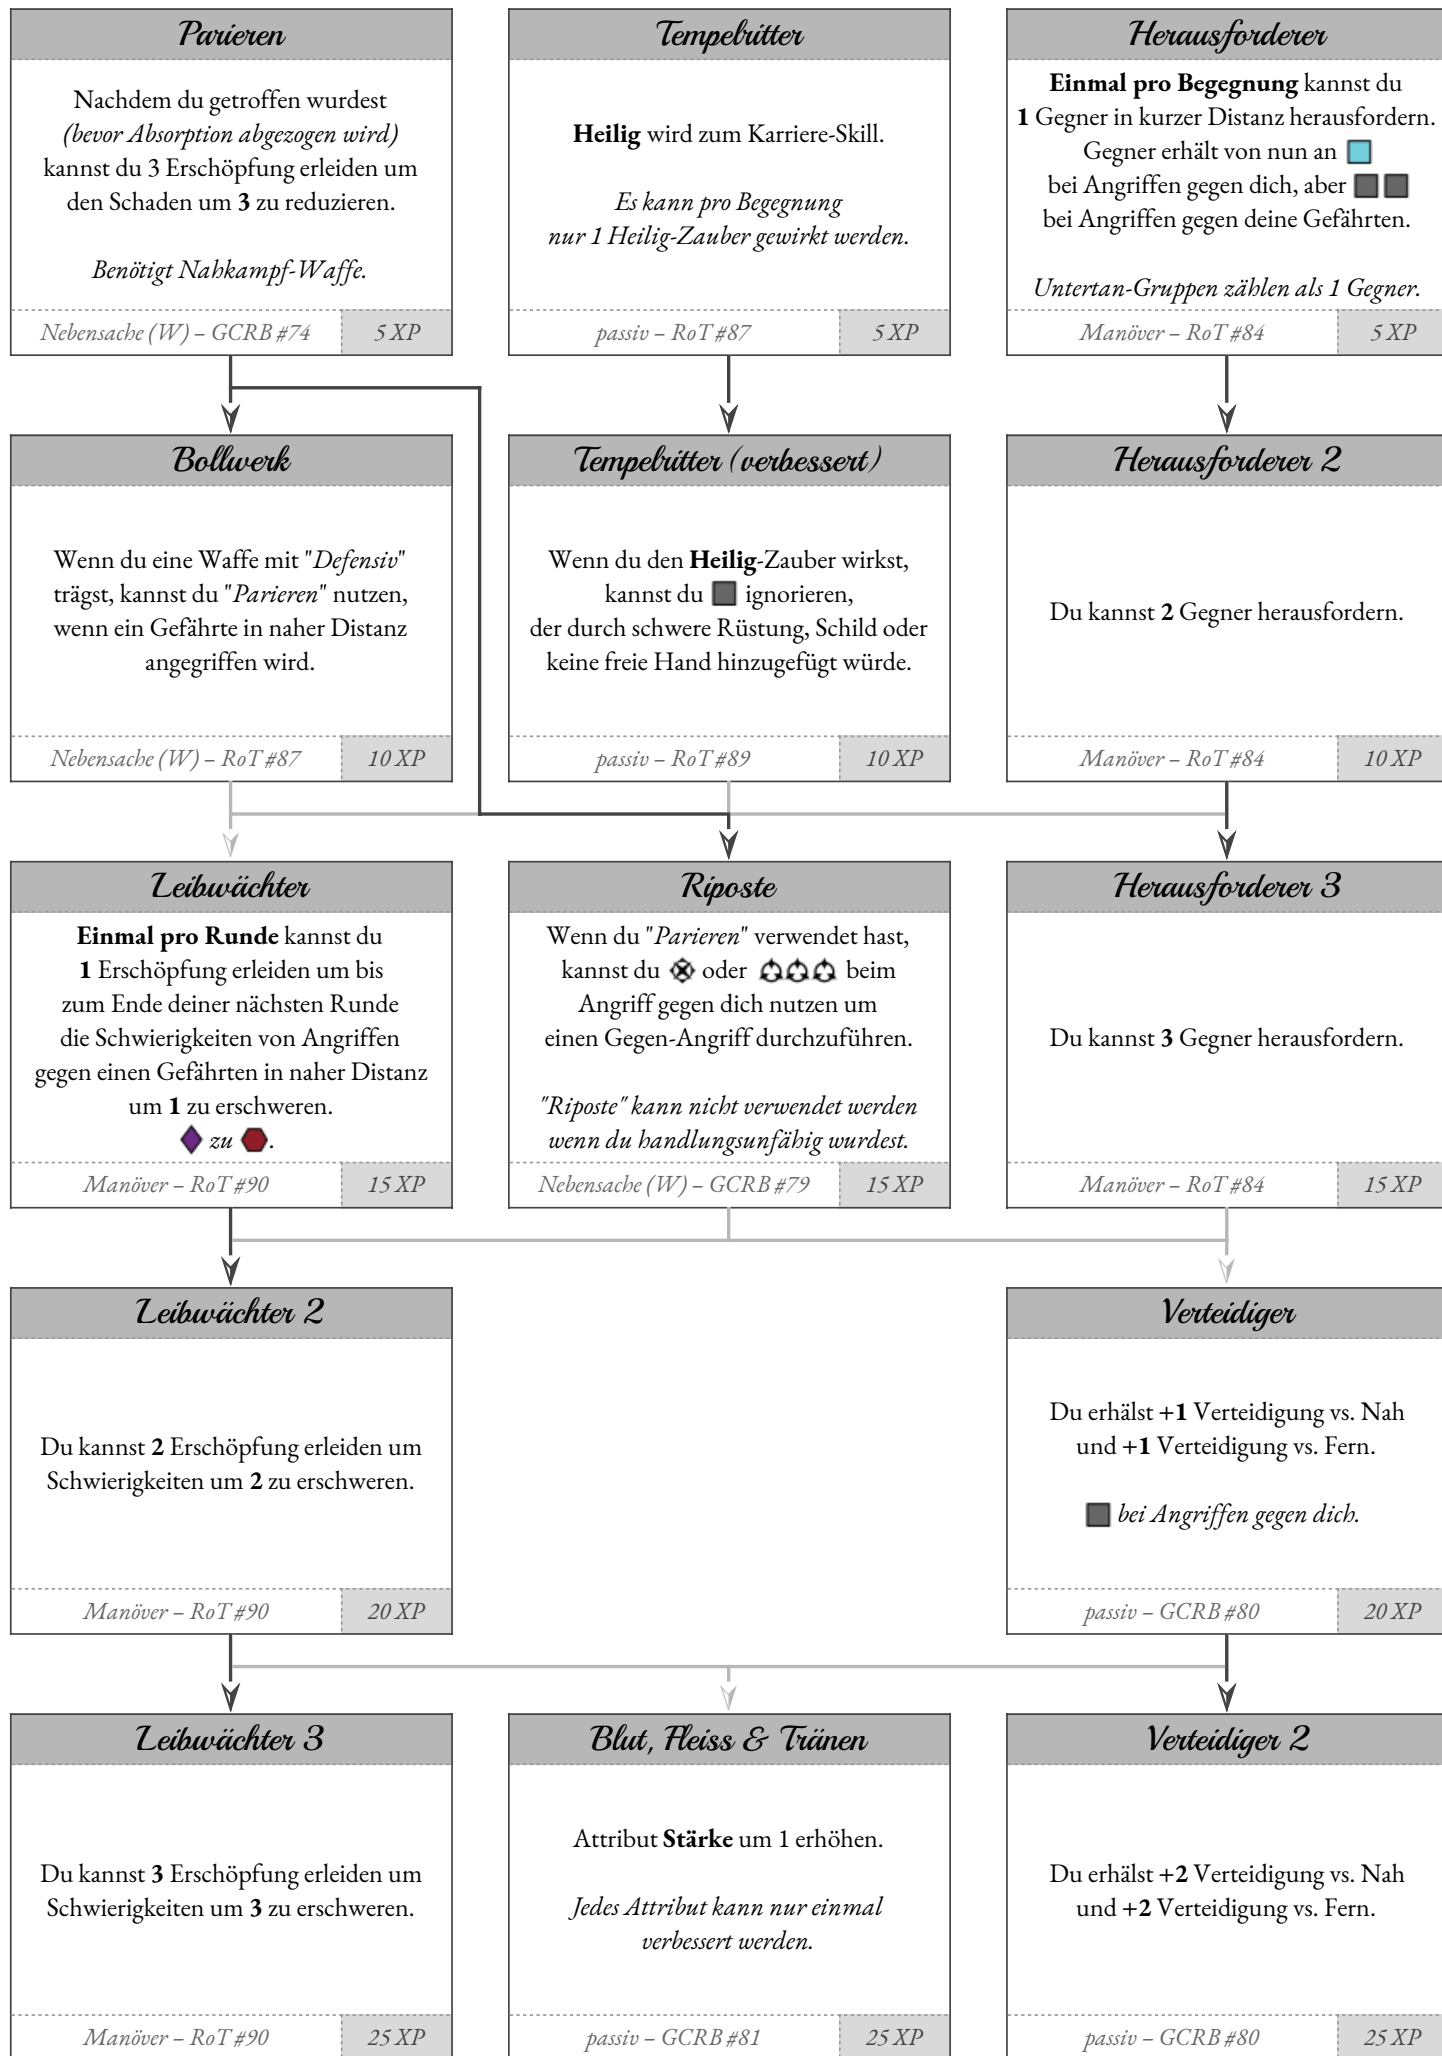 Parieren
Nachdem du getroffen wurdest
(bevor Absorption abgezogen wird)
kannst du 3 Erschöpfung erleiden um
den Schaden um 3 zu reduzieren.
Benötigt Nahkampf-Waffe.
Nebensache (W) – GCRB #74
5 XP
Tempelritter
Heilig wird zum Karriere-Skill.
Es kann pro Begegnung
nur 1 Heilig-Zauber gewirkt werden.
passiv – RoT #87
5 XP
Herausforderer
Einmal pro Begegnung kannst du
1 Gegner in kurzer Distanz herausfordern.
Gegner erhält von nun an
bei Angriffen gegen dich, aber
bei Angriffen gegen deine Gefährten.
Untertan-Gruppen zählen als 1 Gegner.
Manöver – RoT #84
5 XP
Bollwerk
Wenn du eine Waffe mit "Defensiv"
trägst, kannst du "Parieren" nutzen,
wenn ein Gefährte in naher Distanz
angegriffen wird.
Nebensache (W) – RoT #87
10 XP
Tempelritter (verbessert)
Wenn du den Heilig-Zauber wirkst,
kannst du ignorieren,
der durch schwere Rüstung, Schild oder
keine freie Hand hinzugefügt würde.
passiv – RoT #89
10 XP
Herausforderer 2
Du kannst 2 Gegner herausfordern.
Manöver – RoT #84
10 XP
Leibwächter
Einmal pro Runde kannst du
1 Erschöpfung erleiden um bis
zum Ende deiner nächsten Runde
die Schwierigkeiten von Angriffen
gegen einen Gefährten in naher Distanz
um 1 zu erschweren.
zu .
Manöver – RoT #90
15 XP
Riposte
Wenn du "Parieren" verwendet hast,
kannst du oder beim
Angriff gegen dich nutzen um
einen Gegen-Angriff durchzuführen.
"Riposte" kann nicht verwendet werden
wenn du handlungsunfähig wurdest.
Nebensache (W) – GCRB #79
15 XP
Herausforderer 3
Du kannst 3 Gegner herausfordern.
Manöver – RoT #84
15 XP
Leibwächter 2
Du kannst 2 Erschöpfung erleiden um
Schwierigkeiten um 2 zu erschweren.
Manöver – RoT #90
20 XP
Verteidiger
Du erhälst +1 Verteidigung vs. Nah
und +1 Verteidigung vs. Fern.
bei Angriffen gegen dich.
passiv – GCRB #80
20 XP
Leibwächter 3
Du kannst 3 Erschöpfung erleiden um
Schwierigkeiten um 3 zu erschweren.
Manöver – RoT #90
25 XP
Blut, Fleiss & Tränen
Attribut Stärke um 1 erhöhen.
Jedes Attribut kann nur einmal
verbessert werden.
passiv – GCRB #81
25 XP
Verteidiger 2
Du erhälst +2 Verteidigung vs. Nah
und +2 Verteidigung vs. Fern.
passiv – GCRB #80
25 XP